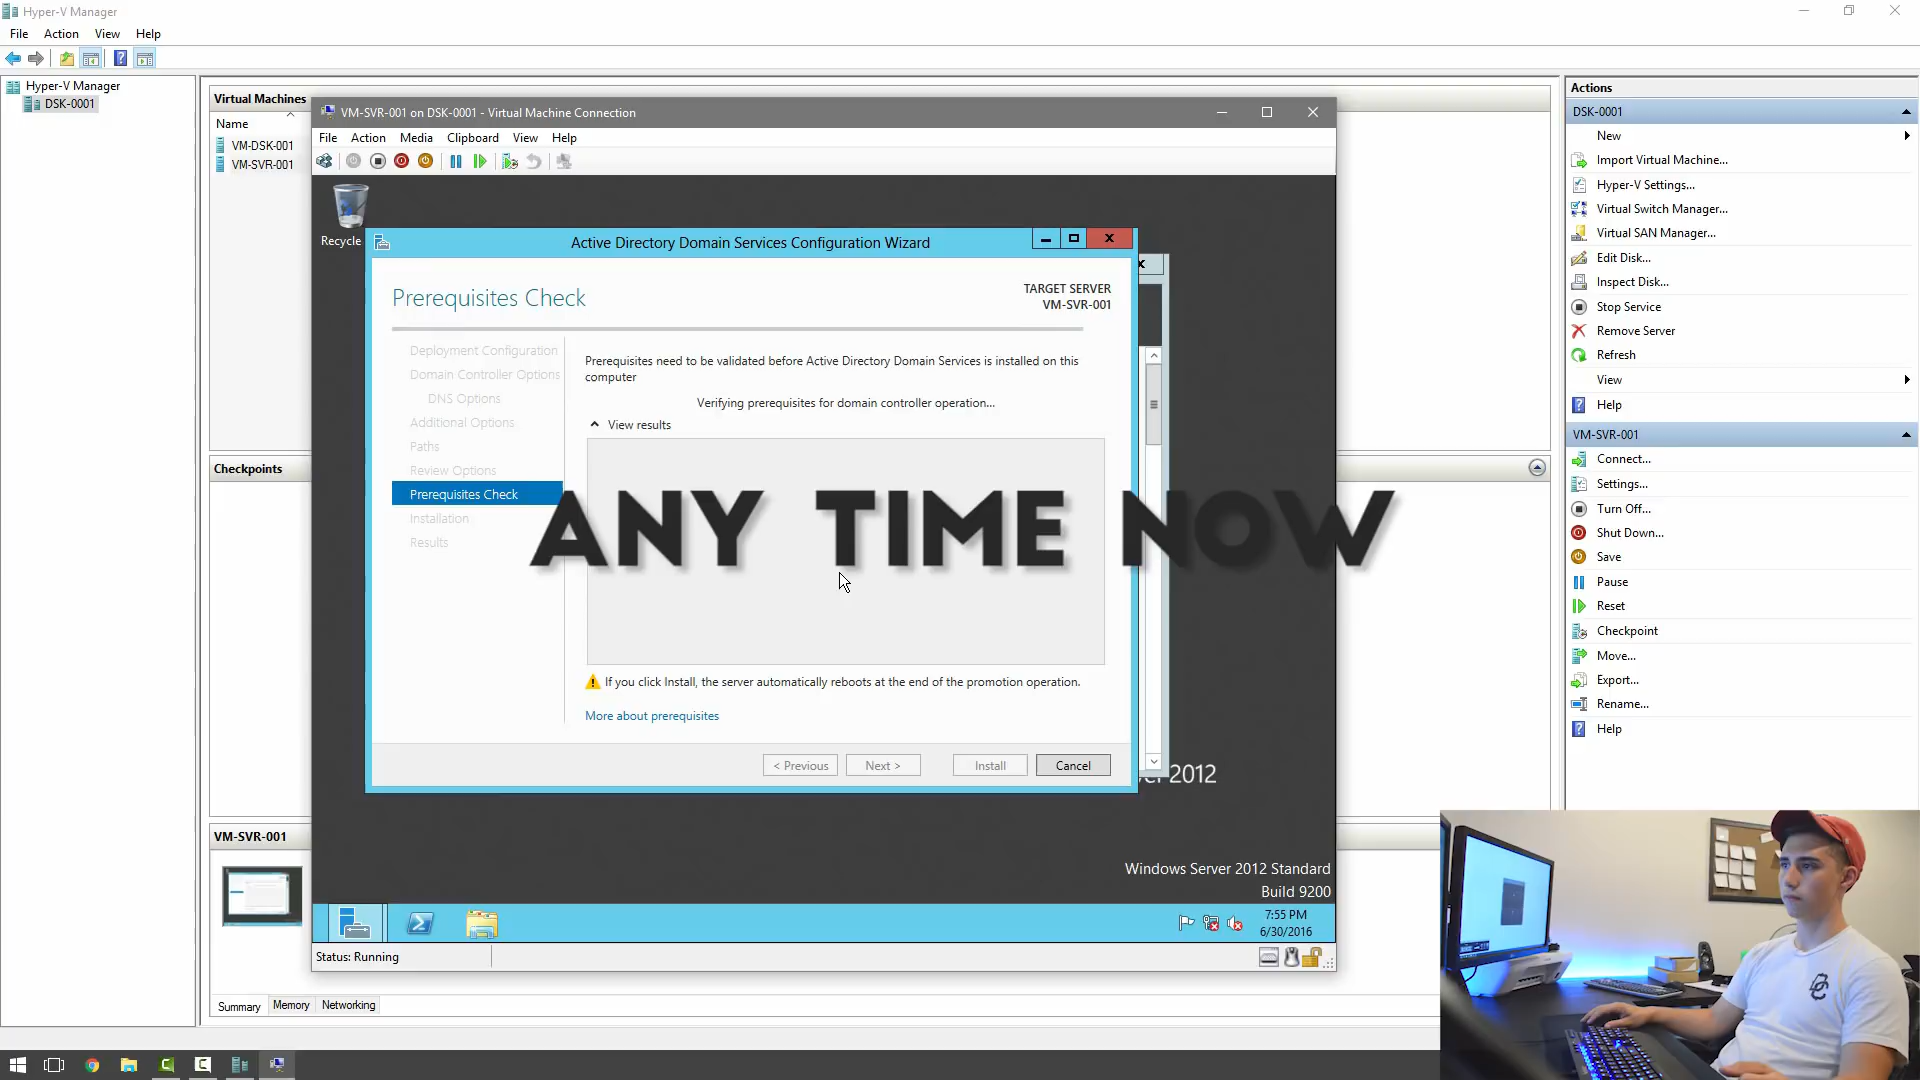 Hyper-V Manager
File Action View Help
Hyper-V Manager
DSK-0001
Virtual Machines
Name
VM-DSK-001
VM-SVR-001
Checkpoints
VM-SVR-001
Summary Memory Networking
VM-SVR-001 on DSK-0001 - Virtual Machine Connection
File Action Media Clipboard View Help
Recycle
Active Directory Domain Services Configuration Wizard
Prerequisites Check
TARGET SERVER
VM-SVR-001
Deployment Configuration
Domain Controller Options
DNS Options
Additional Options
Paths
Review Options
Prerequisites Check
Installation
Results
Prerequisites need to be validated before Active Directory Domain Services is installed on this
computer
Verifying prerequisites for domain controller operation...
View results
ANY TIME NOW
If you click Install, the server automatically reboots at the end of the promotion operation.
More about prerequisites
< Previous Next > Install Cancel
2012
Windows Server 2012 Standard
Build 9200
7:55 PM
6/30/2016
Status: Running
Actions
DSK-0001
New
Import Virtual Machine...
Hyper-V Settings...
Virtual Switch Manager...
Virtual SAN Manager...
Edit Disk...
Inspect Disk...
Stop Service
Remove Server
Refresh
View
Help
VM-SVR-001
Connect...
Settings...
Turn Off...
Shut Down...
Save
Pause
Reset
Checkpoint
Move...
Export...
Rename...
Help